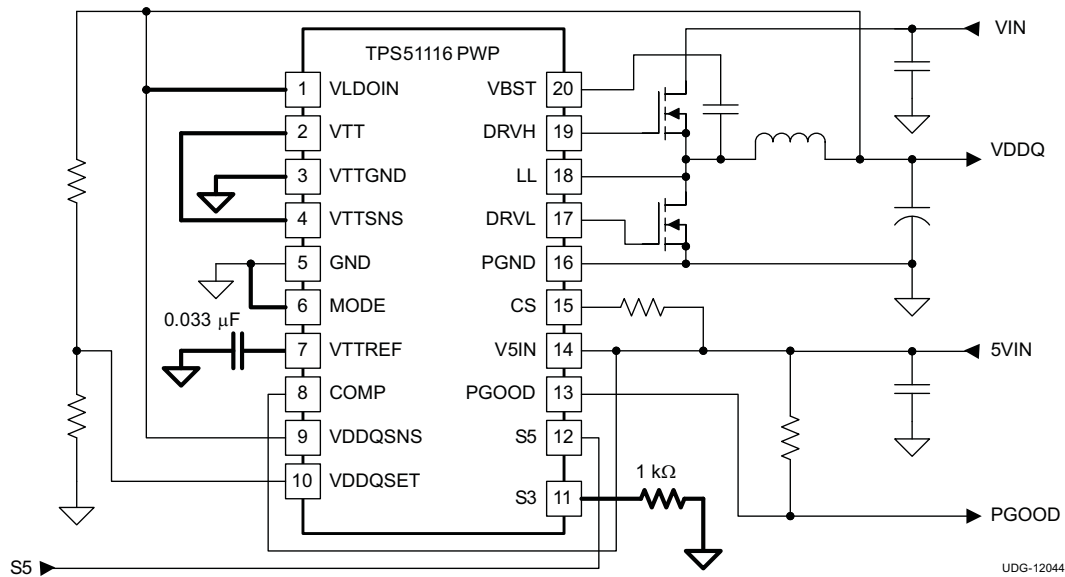 VIN
TPS51116 PWP
1 VLDOIN VBST 20
2 VTT DRVH 19
VDDQ
3 VTTGND LL 18
4 VTTSNS DRVL 17
5 GND PGND 16
6 MODE CS 15
0.033 μF
7 VTTREF V5IN 14
5VIN
8 COMP PGOOD 13
9 VDDQSNS S5 12
10 VDDQSET
1 kΩ
S3 11
PGOOD
S5
UDG-12044